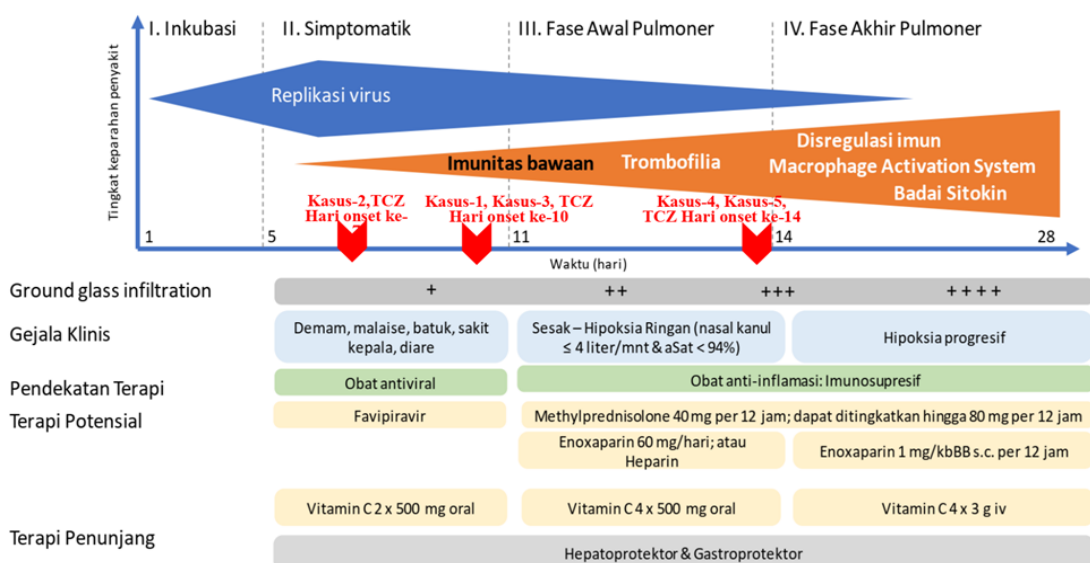 I. Inkubasi
II. Simptomatik
III. Fase Awal Pulmoner
IV. Fase Akhir Pulmoner
Tingkat keparahan penyakit
Replikasi virus
Imunitas bawaan
Trombofilia
Disregulasi imun
Macrophage Activation System
Badai Sitokin
Kasus-2,TCZ
Hari onset ke-
7
Kasus-1, Kasus-3, TCZ
Hari onset ke-10
Kasus-4, Kasus-5,
TCZ Hari onset ke-14
1
5
11
14
28
Waktu (hari)
Ground glass infiltration
+
++
+++
++++
Gejala Klinis
Demam, malaise, batuk, sakit
kepala, diare
Sesak – Hipoksia Ringan (nasal kanul
≤ 4 liter/mnt & aSat < 94%)
Hipoksia progresif
Pendekatan Terapi
Obat antiviral
Obat anti-inflamasi: Imunosupresif
Terapi Potensial
Favipiravir
Methylprednisolone 40 mg per 12 jam; dapat ditingkatkan hingga 80 mg per 12 jam
Enoxaparin 60 mg/hari; atau
Heparin
Enoxaparin 1 mg/kbBB s.c. per 12 jam
Vitamin C 2 x 500 mg oral
Vitamin C 4 x 500 mg oral
Vitamin C 4 x 3 g iv
Terapi Penunjang
Hepatoprotektor & Gastroprotektor